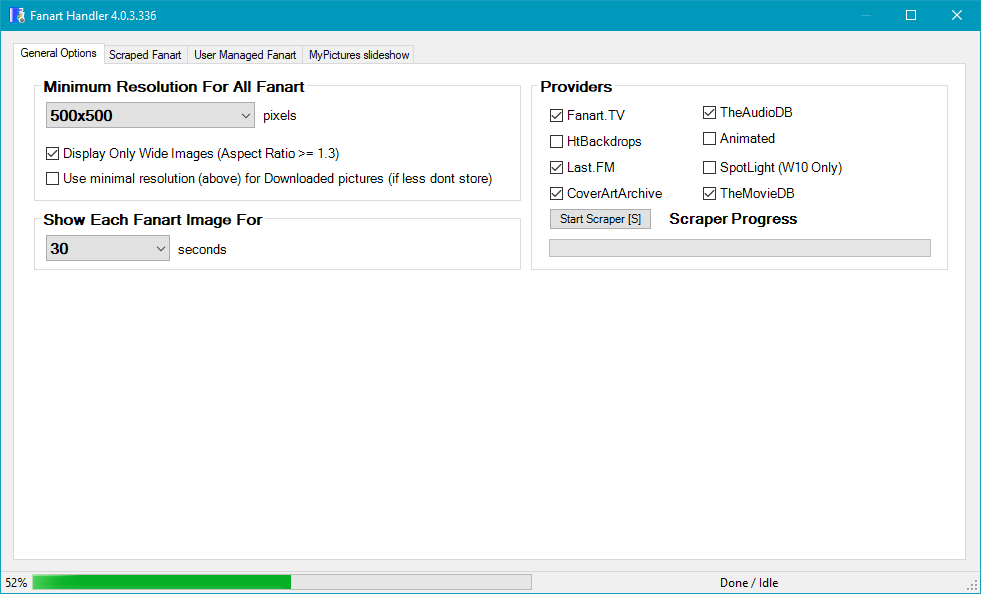 Fanart Handler 4.0.3.336
General Options
Scraped Fanart
User Managed Fanart
MyPictures slideshow
Minimum Resolution For All Fanart
500x500
pixels
Display Only Wide Images (Aspect Ratio >= 1.3)
Use minimal resolution (above) for Downloaded pictures (if less dont store)
Show Each Fanart Image For
30
seconds
Providers
Fanart.TV
TheAudioDB
HtBackdrops
Animated
Last.FM
SpotLight (W10 Only)
CoverArtArchive
TheMovieDB
Start Scraper [S]
Scraper Progress
52%
Done / Idle